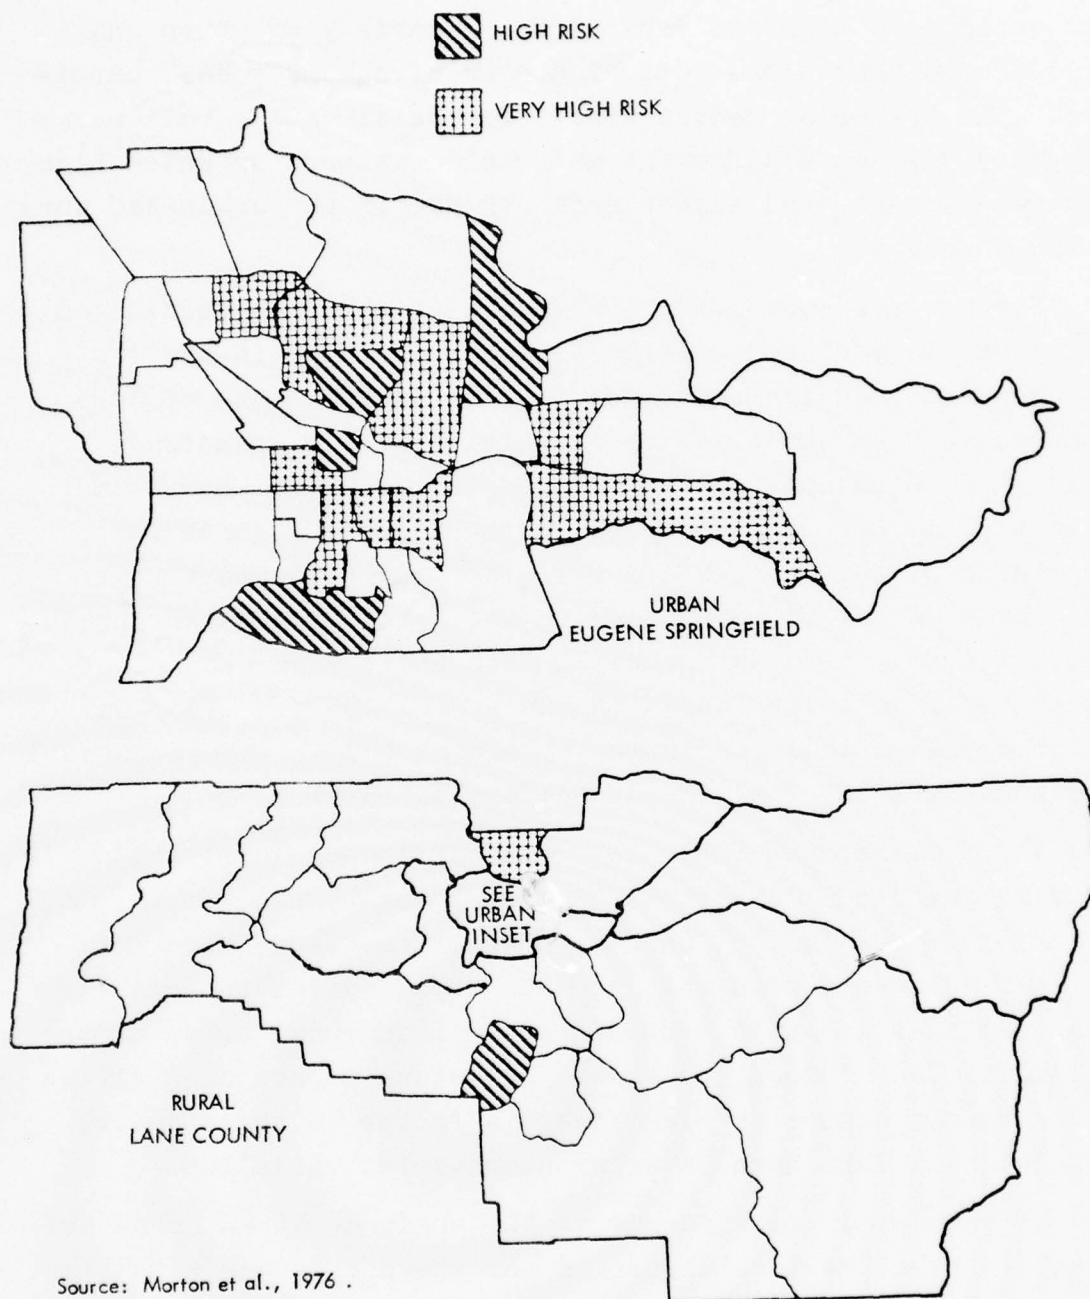 HIGH RISK
VERY HIGH RISK
URBAN
EUGENE SPRINGFIELD
SEE
URBAN
INSET
RURAL
LANE COUNTY
Source: Morton et al., 1976 .